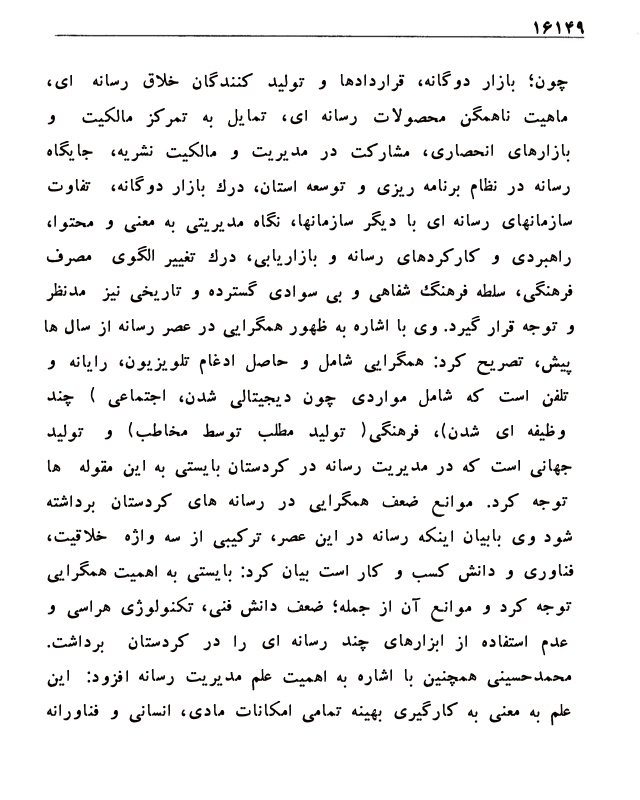 ۱۶۱۴۹
چون؛ بازار دوگانه، قراردادها و تولید کنندگان خلاق رسانه ای،
ماهیت ناهمگن محصولات رسانه ای، تمایل به تمرکز مالکیت و
بازارهای انحصاری، مشارکت در مدیریت و مالکیت نشریه، جایگاه
رسانه در نظام برنامه ریزی و توسعه استان، درك بازار دوگانه، تفاوت
سازمانهای رسانه ای با دیگر سازمانها، نگاه مدیریتی به معنی و محتوا،
راهبردی و کارکردهای رسانه و بازاریابی، درك تغییر الگوی مصرف
فرهنگی، سلطه فرهنگ شفاهی و بی سوادی گسترده و تاریخی نیز مدنظر
و توجه قرار گیرد. وی با اشاره به ظهور همگرایی در عصر رسانه از سال ها
پیش، تصریح کرد: همگرایی شامل و حاصل ادغام تلویزیون، رایانه و
تلفن است که شامل مواردی چون دیجیتالی شدن، اجتماعی ) چند
وظیفه ای شدن)، فرهنگی( تولید مطلب توسط مخاطب) و تولید
جهانی است که در مدیریت رسانه در کردستان بایستی به این مقوله ها
توجه کرد. موانع ضعف همگرایی در رسانه های کردستان برداشته
شود وی بابیان اینکه رسانه در این عصر، ترکیبی از سه واژه خلاقیت،
فناوری و دانش کسب و کار است بیان کرد: بایستی به اهمیت همگرایی
توجه کرد و موانع آن از جمله؛ ضعف دانش فنی، تکنولوژی هراسی و
عدم استفاده از ابزارهای چند رسانه ای را در کردستان برداشت.
محمدحسینی همچنین با اشاره به اهمیت علم مدیریت رسانه افزود: این
علم به معنی به کارگیری بهینه تمامی امکانات مادی، انسانی و فناورانه